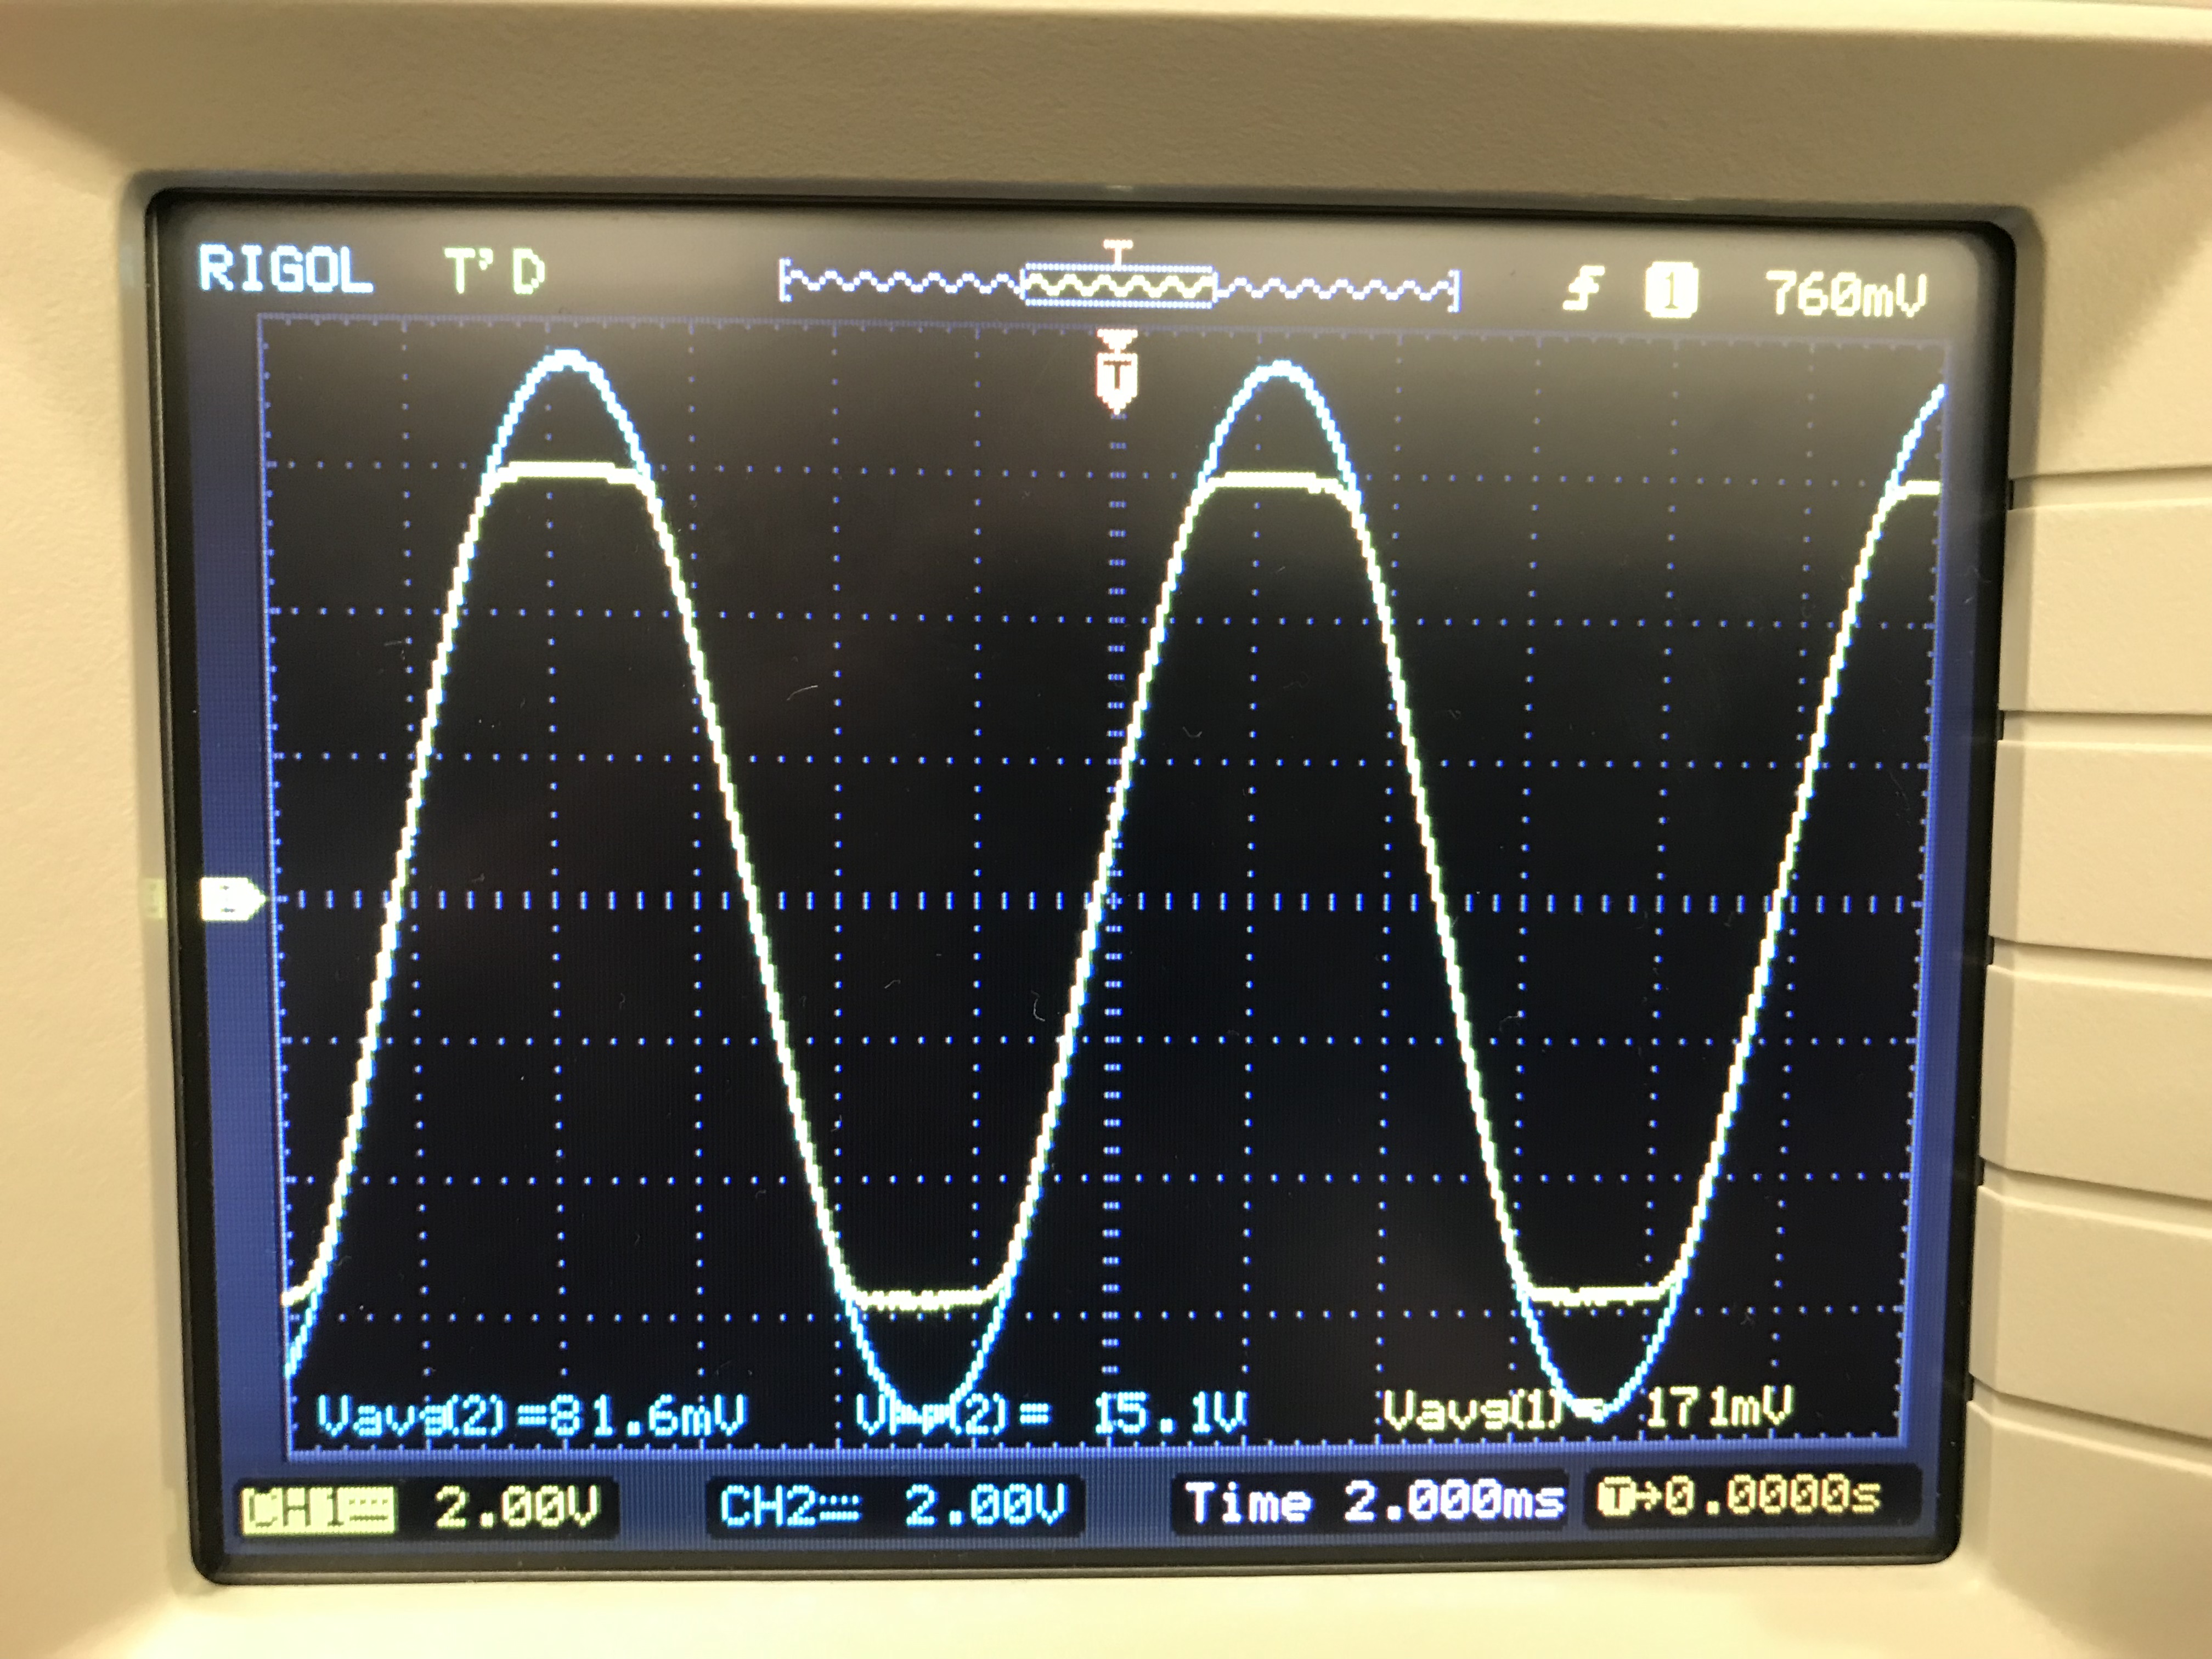 RIGOL T'D T 1 760mV
T
Vavg(2)=81.6mV Vpp(2)= 15.1V Vavg(1)= 171mV
CH1 2.00V CH2 2.00V Time 2.000ms T→0.0000s